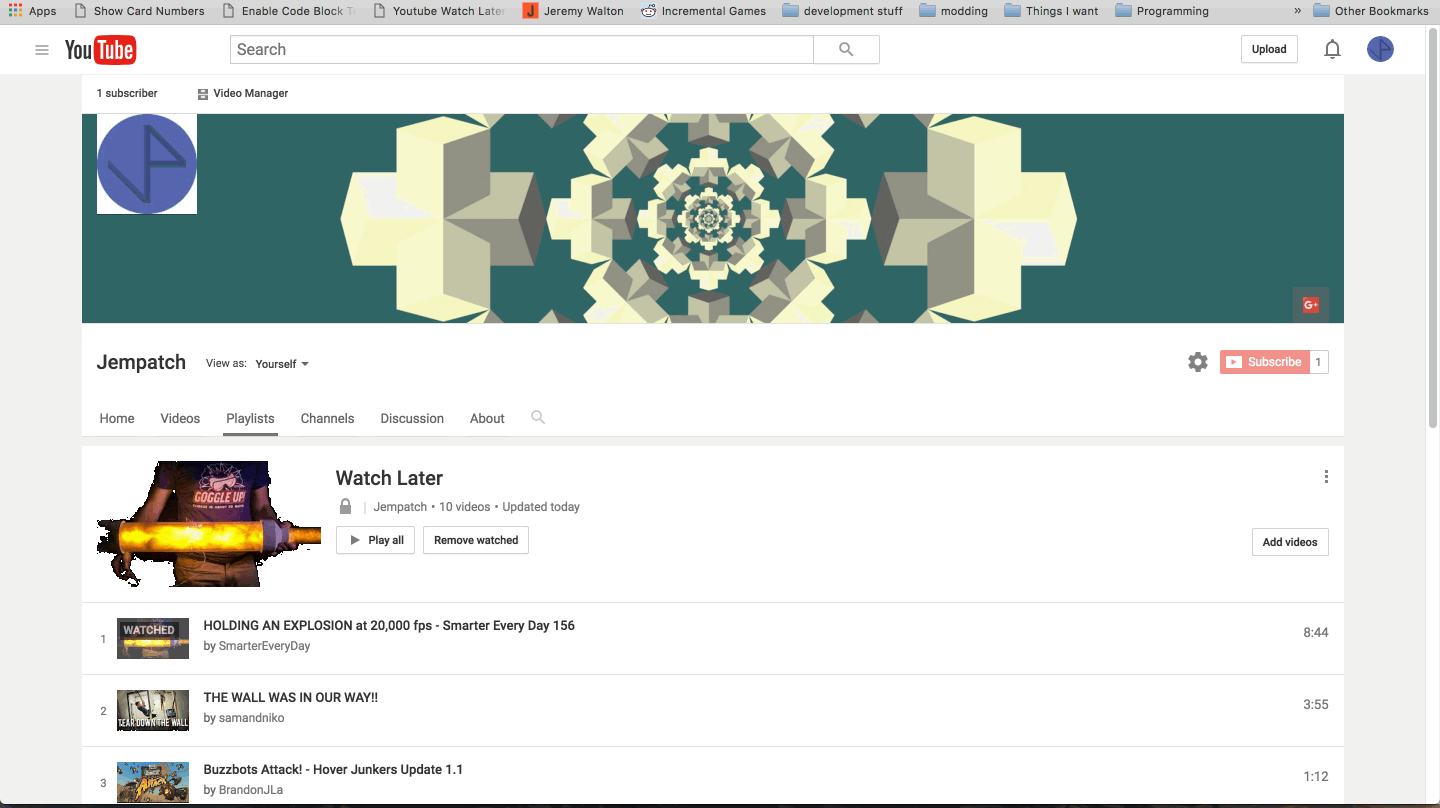 Apps Show Card Numbers Enable Code Block T Youtube Watch Later Jeremy Walton Incremental Games development stuff modding Things I want Programming » Other Bookmarks
YouTube Search Upload
1 subscriber Video Manager
G+
Jempatch View as: Yourself Subscribe 1
Home Videos Playlists Channels Discussion About
GOGGLE UP!
Watch Later
Jempatch • 10 videos • Updated today
Play all Remove watched Add videos
1 WATCHED HOLDING AN EXPLOSION at 20,000 fps - Smarter Every Day 156 8:44
by SmarterEveryDay
2 THE WALL WAS IN OUR WAY!! 3:55
TEAR DOWN THE WALL by samandniko
3 Buzzbots Attack! - Hover Junkers Update 1.1 1:12
ATTACK by BrandonJLa